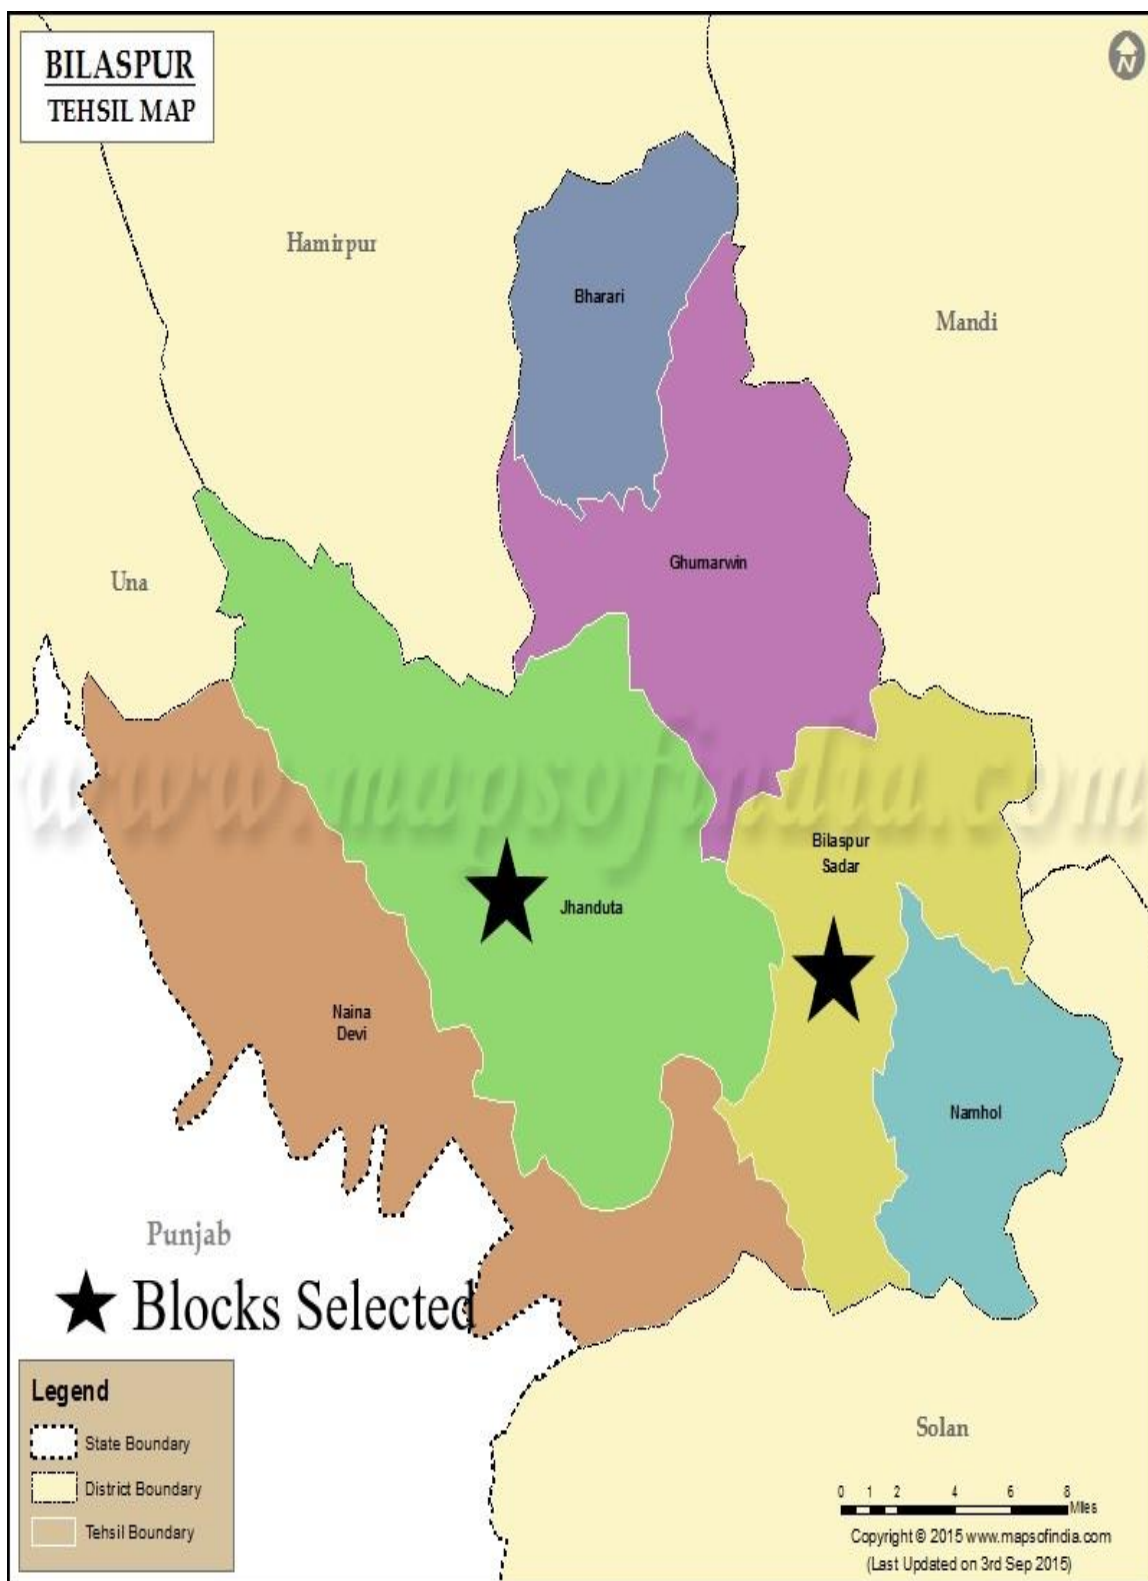 BILASPUR
TEHSIL MAP
N
Hamirpur
Bharari
Mandi
Ghumarwin
Una
www.mapsofindia.com
Bilaspur
Sadar
Jhanduta
Naina
Devi
Namhol
Punjab
Blocks Selected
Legend
State Boundary
District Boundary
Tehsil Boundary
Solan
0 1 2 4 6 8
Miles
Copyright © 2015 www.mapsofindia.com
(Last Updated on 3rd Sep 2015)